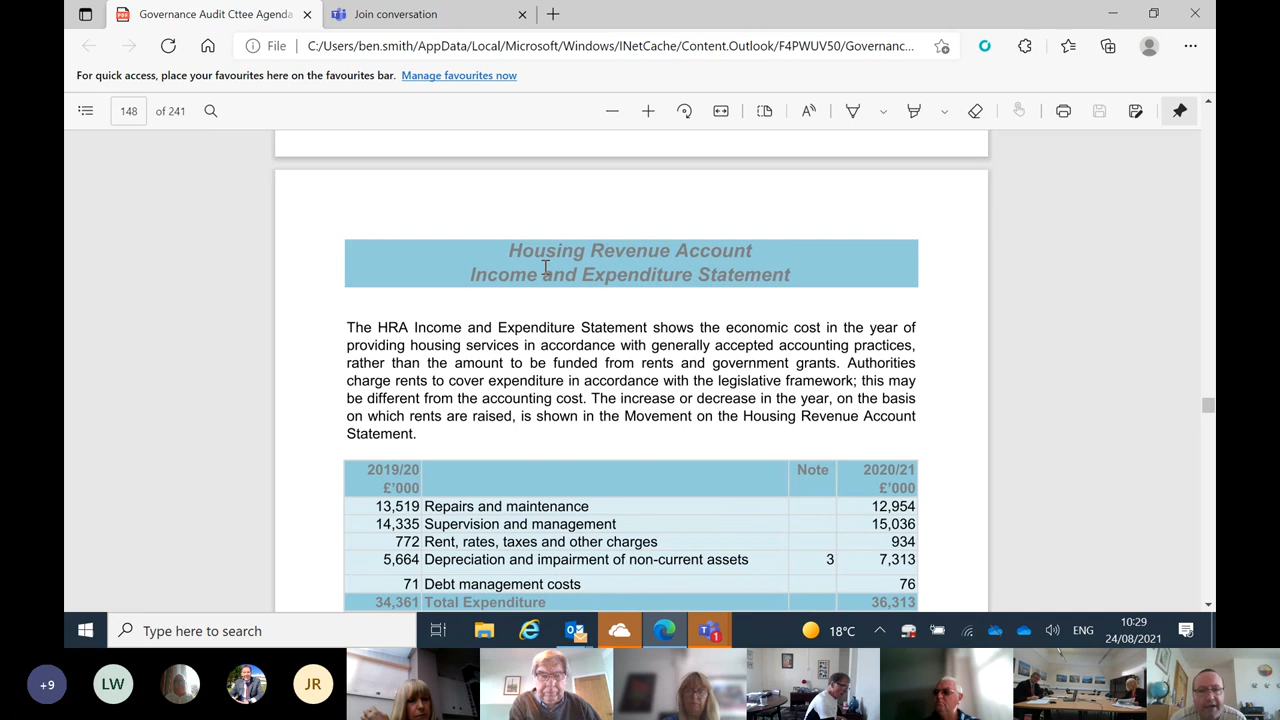 Governance Audit Cttee Agenda
Join conversation
File
C:/Users/ben.smith/AppData/Local/Microsoft/Windows/INetCache/Content.Outlook/F4PWUV50/Governanc...
For quick access, place your favourites here on the favourites bar. Manage favourites now
148 of 241
Housing Revenue Account
Income and Expenditure Statement
The HRA Income and Expenditure Statement shows the economic cost in the year of
providing housing services in accordance with generally accepted accounting practices,
rather than the amount to be funded from rents and government grants. Authorities
charge rents to cover expenditure in accordance with the legislative framework; this may
be different from the accounting cost. The increase or decrease in the year, on the basis
on which rents are raised, is shown in the Movement on the Housing Revenue Account
Statement.
2019/20 Note 2020/21
£'000 £'000
13,519 Repairs and maintenance 12,954
14,335 Supervision and management 15,036
772 Rent, rates, taxes and other charges 934
5,664 Depreciation and impairment of non-current assets 3 7,313
71 Debt management costs 76
34,361 Total Expenditure 36,313
Type here to search
1
18°C
ENG
10:29
24/08/2021
+9
LW
JR